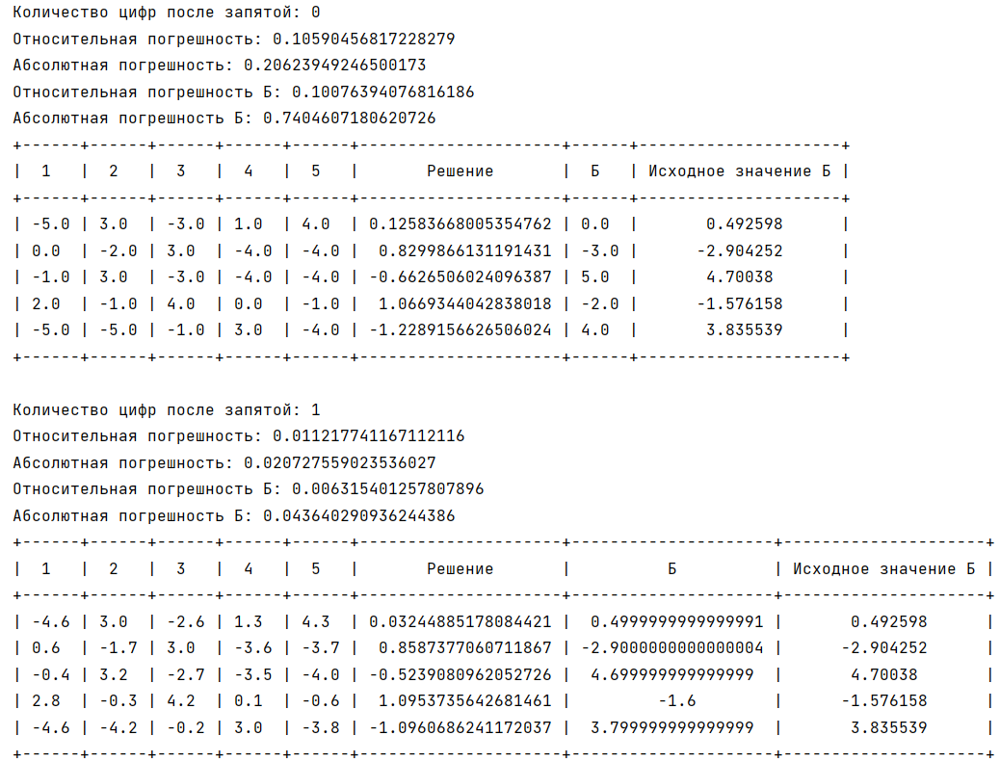 Количество цифр после запятой: 0
Относительная погрешность: 0.10590456817228279
Абсолютная погрешность: 0.20623949246500173
Относительная погрешность Б: 0.10076394076816186
Абсолютная погрешность Б: 0.7404607180620726
+------+------+------+------+------+---------------------+------+---------------------+
|  1   |  2   |  3   |  4   |  5   |       Решение       |  Б   | Исходное значение Б |
+------+------+------+------+------+---------------------+------+---------------------+
| -5.0 | 3.0  | -3.0 | 1.0  | 4.0  | 0.12583668005354762 | 0.0  |       0.492598      |
| 0.0  | -2.0 | 3.0  | -4.0 | -4.0 |  0.8299866131191431 | -3.0 |      -2.904252      |
| -1.0 | 3.0  | -3.0 | -4.0 | -4.0 | -0.6626506024096387 | 5.0  |       4.70038       |
| 2.0  | -1.0 | 4.0  | 0.0  | -1.0 |  1.0669344042838018 | -2.0 |      -1.576158      |
| -5.0 | -5.0 | -1.0 | 3.0  | -4.0 | -1.2289156626506024 | 4.0  |       3.835539      |
+------+------+------+------+------+---------------------+------+---------------------+
Количество цифр после запятой: 1
Относительная погрешность: 0.011217741167112116
Абсолютная погрешность: 0.020727559023536027
Относительная погрешность Б: 0.006315401257807896
Абсолютная погрешность Б: 0.043640290936244386
+------+------+------+------+------+---------------------+---------------------+---------------------+
|  1   |  2   |  3   |  4   |  5   |       Решение       |          Б          | Исходное значение Б |
+------+------+------+------+------+---------------------+---------------------+---------------------+
| -4.6 | 3.0  | -2.6 | 1.3  | 4.3  | 0.03244885178084421 |  0.4999999999999991 |       0.492598      |
| 0.6  | -1.7 | 3.0  | -3.6 | -3.7 |  0.8587377060711867 | -2.9000000000000004 |      -2.904252      |
| -0.4 | 3.2  | -2.7 | -3.5 | -4.0 | -0.5239080962052726 |  4.699999999999999  |       4.70038       |
| 2.8  | -0.3 | 4.2  | 0.1  | -0.6 |  1.0953735642681461 |         -1.6        |      -1.576158      |
| -4.6 | -4.2 | -0.2 | 3.0  | -3.8 | -1.0960686241172037 |  3.799999999999999  |       3.835539      |
+------+------+------+------+------+---------------------+---------------------+---------------------+